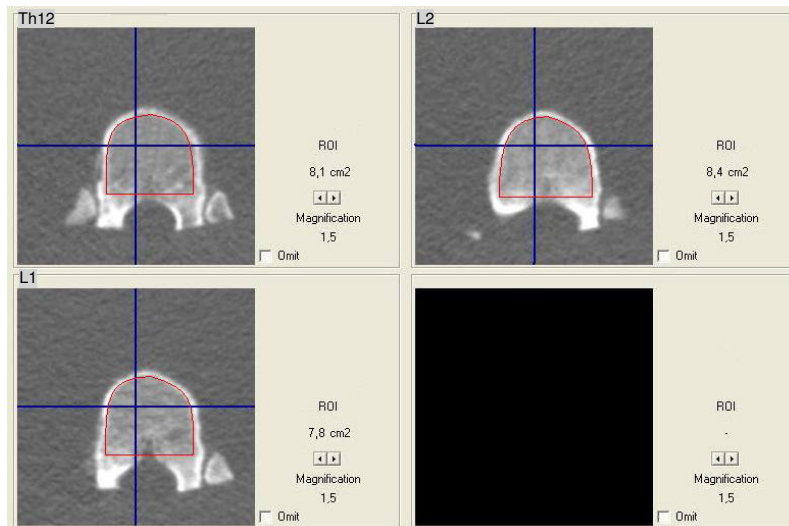 Th12
ROI
8,1 cm2
Magnification
1,5
Omit
L2
ROI
8,4 cm2
Magnification
1,5
Omit
L1
ROI
7,8 cm2
Magnification
1,5
Omit
ROI
-
Magnification
1,5
Omit